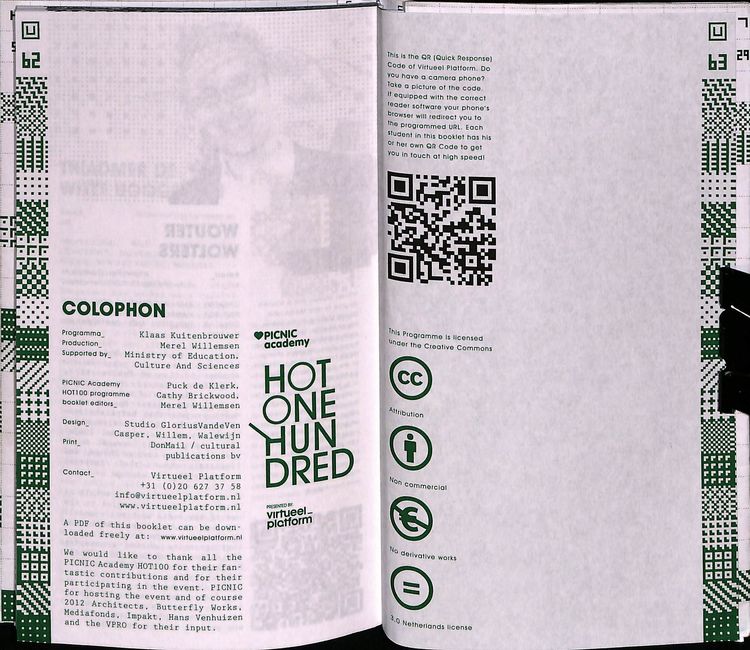 62
COLOPHON
Programma_ Klaas Kuitenbrouwer
Production_ Merel Willemsen
Supported by_ Ministry of Education,
Culture And Sciences
PICNIC Academy Puck de Klerk,
HOT100 programme Cathy Brickwood,
booklet editors_ Merel Willemsen
Design_ Studio GloriusVandeVen
Casper, Willem, Walewijn
Print_ DonMail / cultural
publications bv
Contact_ Virtueel Platform
+31 (0)20 627 37 58
info@virtueelplatform.nl
www.virtueelplatform.nl
A PDF of this booklet can be down-
loaded freely at: www.virtueelplatform.nl
We would like to thank all the
PICNIC Academy HOT100 for their fan-
tastic contributions and for their
participating in the event. PICNIC
for hosting the event and of course
2012 Architects, Butterfly Works,
Mediafonds, Impakt, Hans Venhuizen
and the VPRO for their input.
PICNIC
academy
HOT
ONE
HUN
DRED
PRESENTED BY
virtueel_
platform
63
This is the QR (Quick Response)
Code of Virtueel Platform. Do
you have a camera phone?
Take a picture of the code.
If equipped with the correct
reader software your phone's
browser will redirect you to
the programmed URL. Each
student in this booklet has his
or her own QR Code to get
you in touch at high speed!
This Programme is licensed
under the Creative Commons
CC
Attribution
Non commercial
€
No derivative works
=
3.0 Netherlands license
29